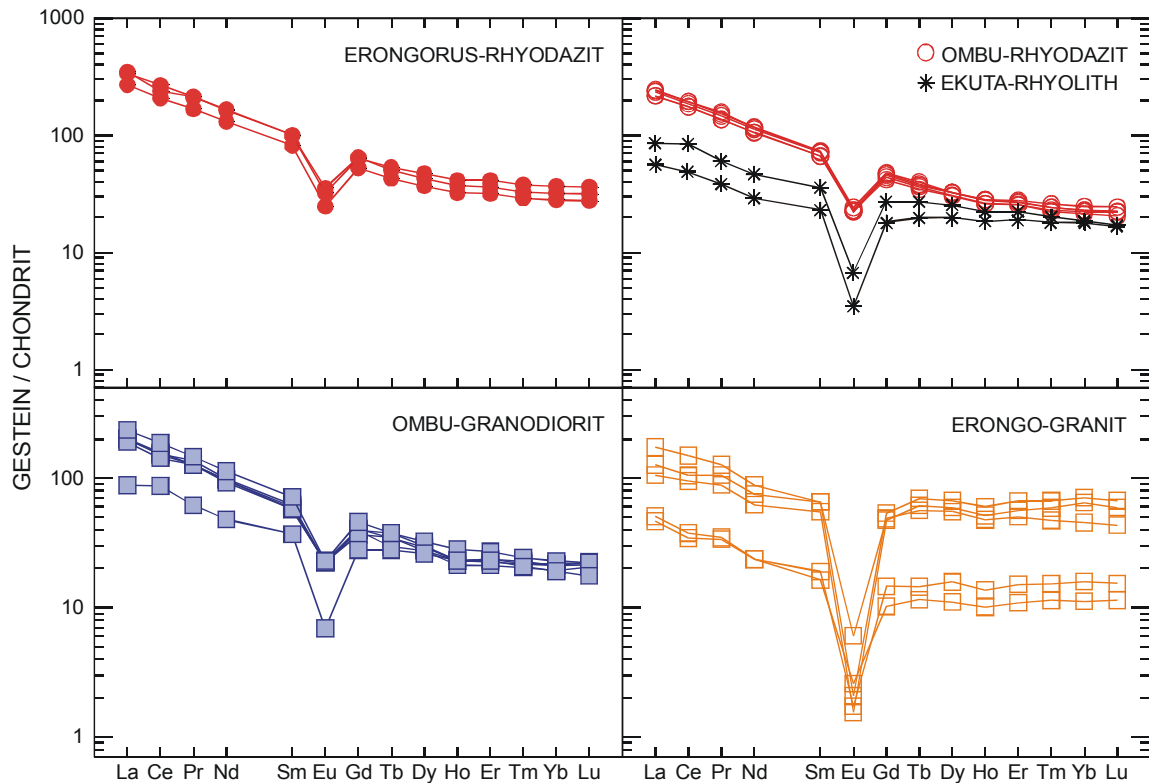 1000
100
10
1
GESTEIN / CHONDRIT
ERONGORUS-RHYODAZIT
OMBU-RHYODAZIT
EKUTA-RHYOLITH
100
10
1
OMBU-GRANODIORIT
ERONGO-GRANIT
La Ce Pr Nd Sm Eu Gd Tb Dy Ho Er Tm Yb Lu
La Ce Pr Nd Sm Eu Gd Tb Dy Ho Er Tm Yb Lu